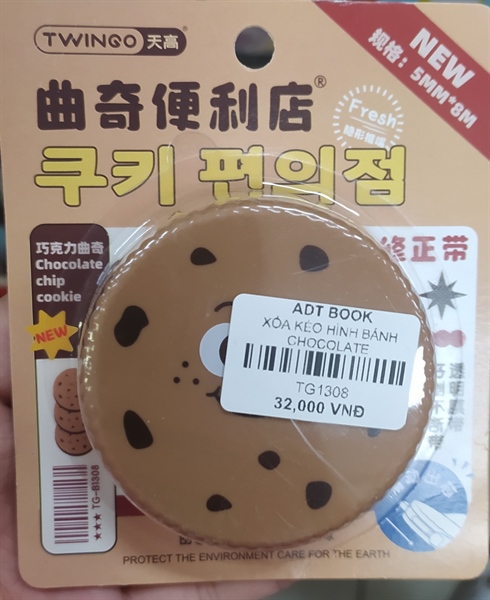 TWINGO 天高®
NEW
规格：5MM*8M
曲奇便利店®
Fresh
쿠키 편의점
巧克力曲奇
Chocolate
chip
cookie
NEW
修正带
ADT BOOK
XÓA KÉO HÌNH BÁNH
CHOCOLATE
TG1308
32,000 VNĐ
★★★ TG-B1308
PROTECT THE ENVIRONMENT CARE FOR THE EARTH